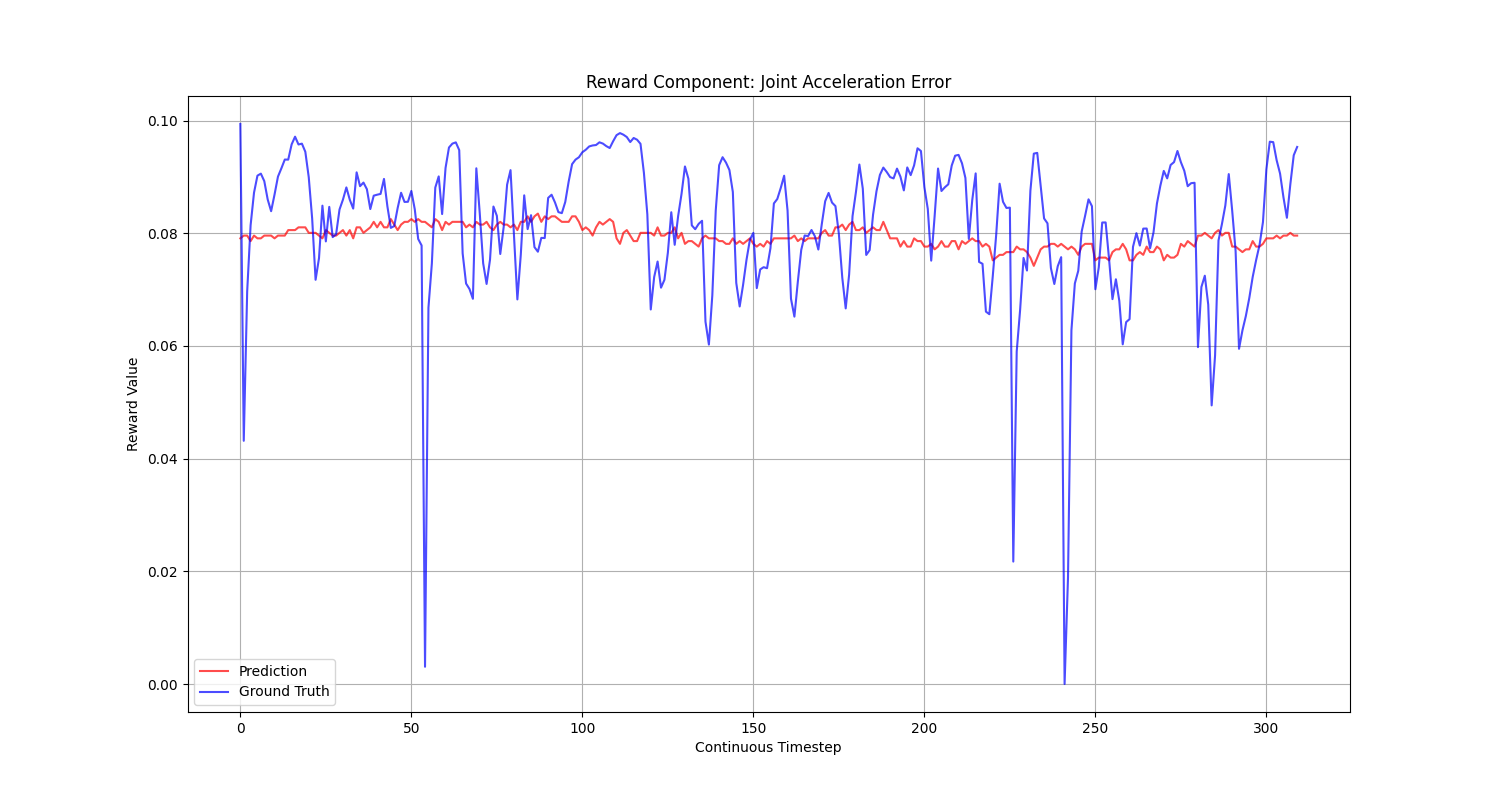 Reward Component: Joint Acceleration Error
Reward Value
0.10
0.08
0.06
0.04
0.02
0.00
Prediction
Ground Truth
0 50 100 150 200 250 300
Continuous Timestep